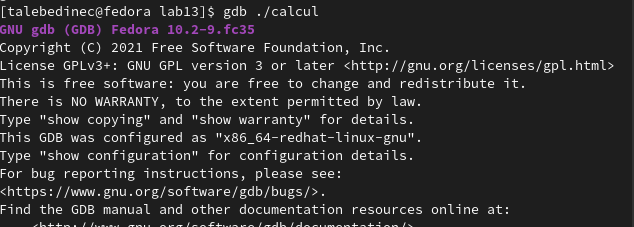 [talebedinec@fedora lab13]$ gdb ./calcul
GNU gdb (GDB) Fedora 10.2-9.fc35
Copyright (C) 2021 Free Software Foundation, Inc.
License GPLv3+: GNU GPL version 3 or later <http://gnu.org/licenses/gpl.html>
This is free software: you are free to change and redistribute it.
There is NO WARRANTY, to the extent permitted by law.
Type "show copying" and "show warranty" for details.
This GDB was configured as "x86_64-redhat-linux-gnu".
Type "show configuration" for configuration details.
For bug reporting instructions, please see:
<https://www.gnu.org/software/gdb/bugs/>.
Find the GDB manual and other documentation resources online at:
<http://www.gnu.org/software/gdb/documentation/>